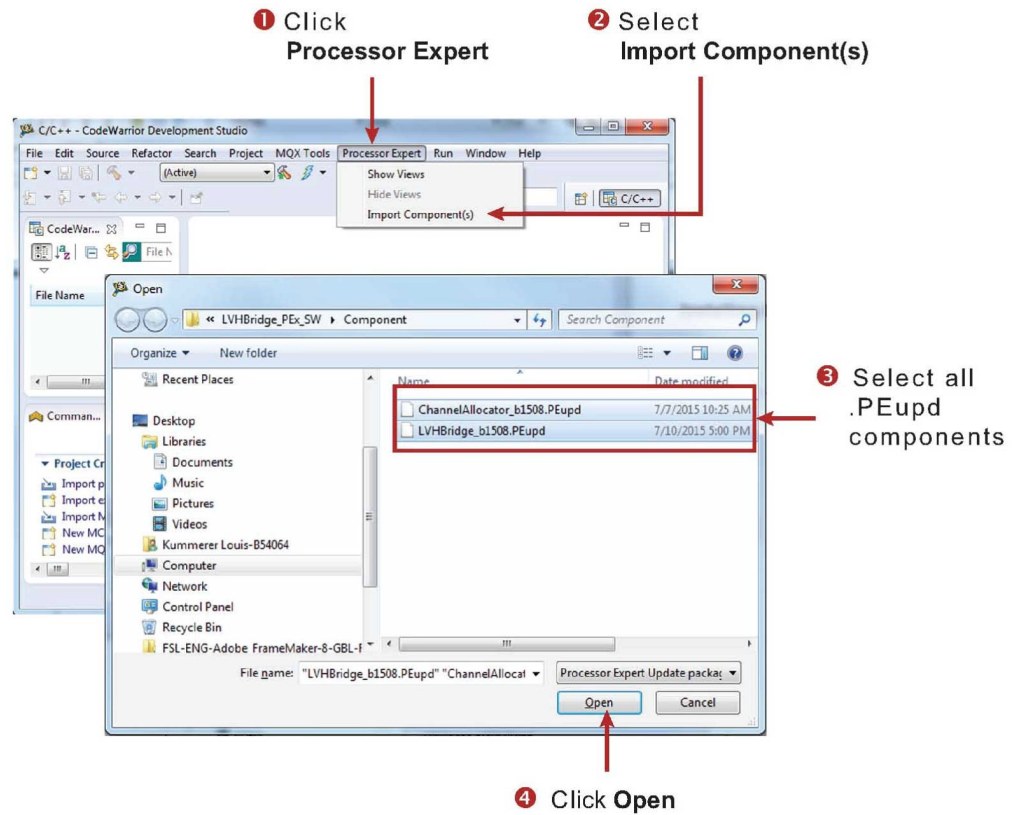 1 Click
Processor Expert
2 Select
Import Component(s)
C/C++ - CodeWarrior Development Studio
File Edit Source Refactor Search Project MQX Tools Processor Expert Run Window Help
(Active)
Show Views
Hide Views
C/C++
Import Component(s)
CodeWar...
File N
File Name
Open
« LVHBridge_PEx_SW Component
Search Component
Organize New folder
Recent Places
Name Date modified
Comman...
Desktop
ChannelAllocator_b1508.PEupd 7/7/2015 10:25 AM
LVHBridge_b1508.PEupd 7/10/2015 5:00 PM
3 Select all
.PEupd
components
Libraries
Documents
Music
Pictures
Videos
Project Cr
Import p
Import e
Import M
New MC
New MQ
Kummerer Louis-B54064
Computer
Network
Control Panel
Recycle Bin
FSL-ENG-Adobe FrameMaker-8-GBL-F
File name: "LVHBridge_b1508.PEupd" "ChannelAllocat
Processor Expert Update packag
Open Cancel
4 Click Open